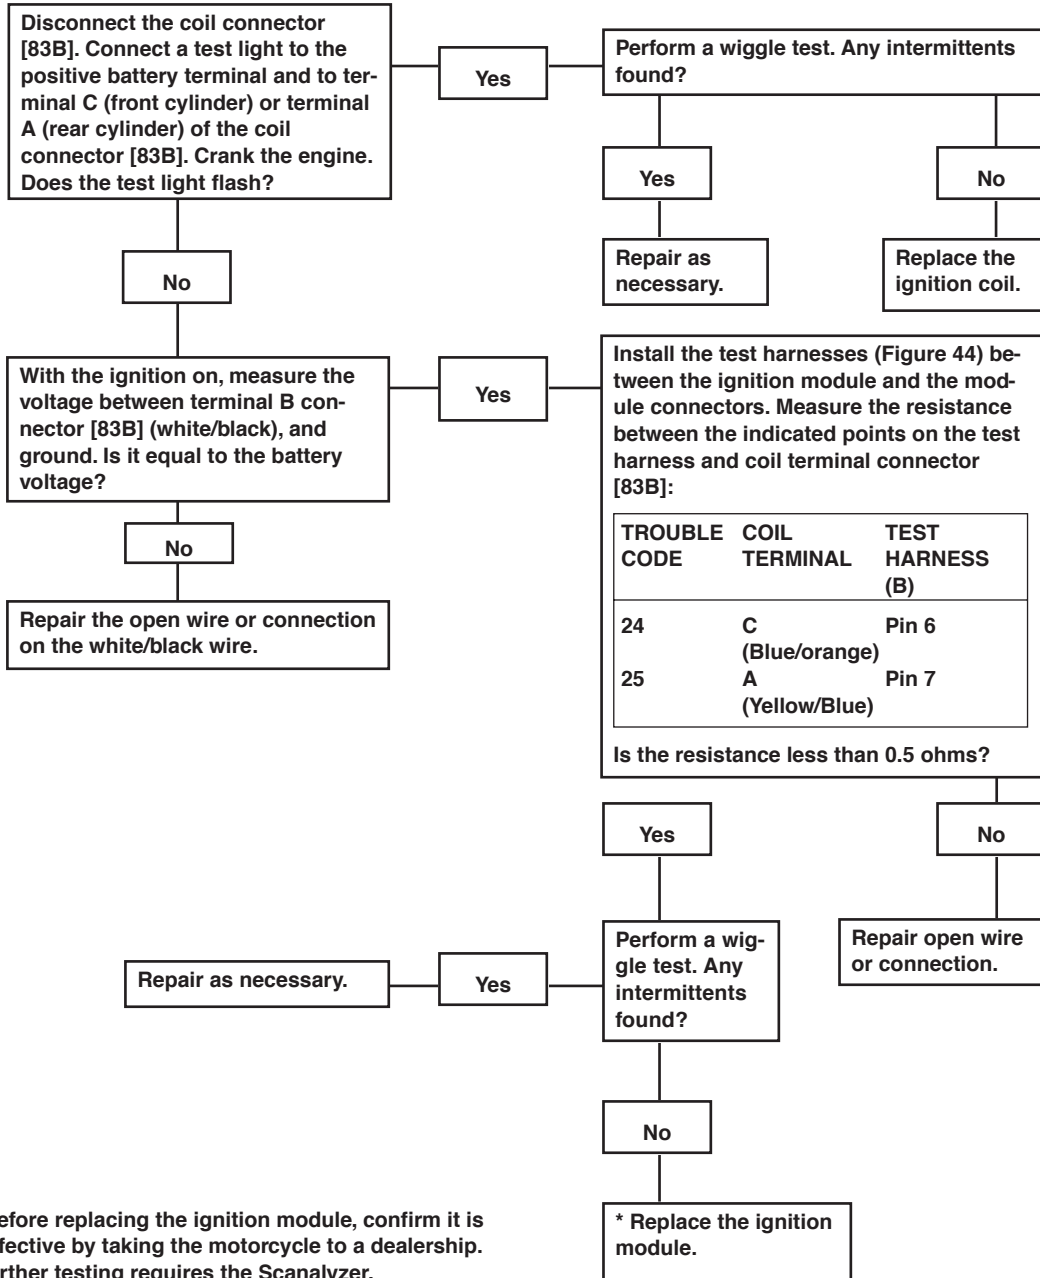 Disconnect the coil connector
[83B]. Connect a test light to the
positive battery terminal and to ter-
minal C (front cylinder) or terminal
A (rear cylinder) of the coil
connector [83B]. Crank the engine.
Does the test light flash?
Yes
Perform a wiggle test. Any intermittents
found?
Yes
No
Repair as
necessary.
Replace the
ignition coil.
No
With the ignition on, measure the
voltage between terminal B con-
nector [83B] (white/black), and
ground. Is it equal to the battery
voltage?
Yes
Install the test harnesses (Figure 44) be-
tween the ignition module and the mod-
ule connectors. Measure the resistance
between the indicated points on the test
harness and coil terminal connector
[83B]:
TROUBLE COIL TEST
CODE TERMINAL HARNESS
(B)
24 C Pin 6
(Blue/orange)
25 A Pin 7
(Yellow/Blue)
Is the resistance less than 0.5 ohms?
No
Repair the open wire or connection
on the white/black wire.
Yes
No
Perform a wig-
gle test. Any
intermittents
found?
Repair open wire
or connection.
Yes
Repair as necessary.
No
* Replace the ignition
module.
efore replacing the ignition module, confirm it is
fective by taking the motorcycle to a dealership.
rther testing requires the Scanalyzer.